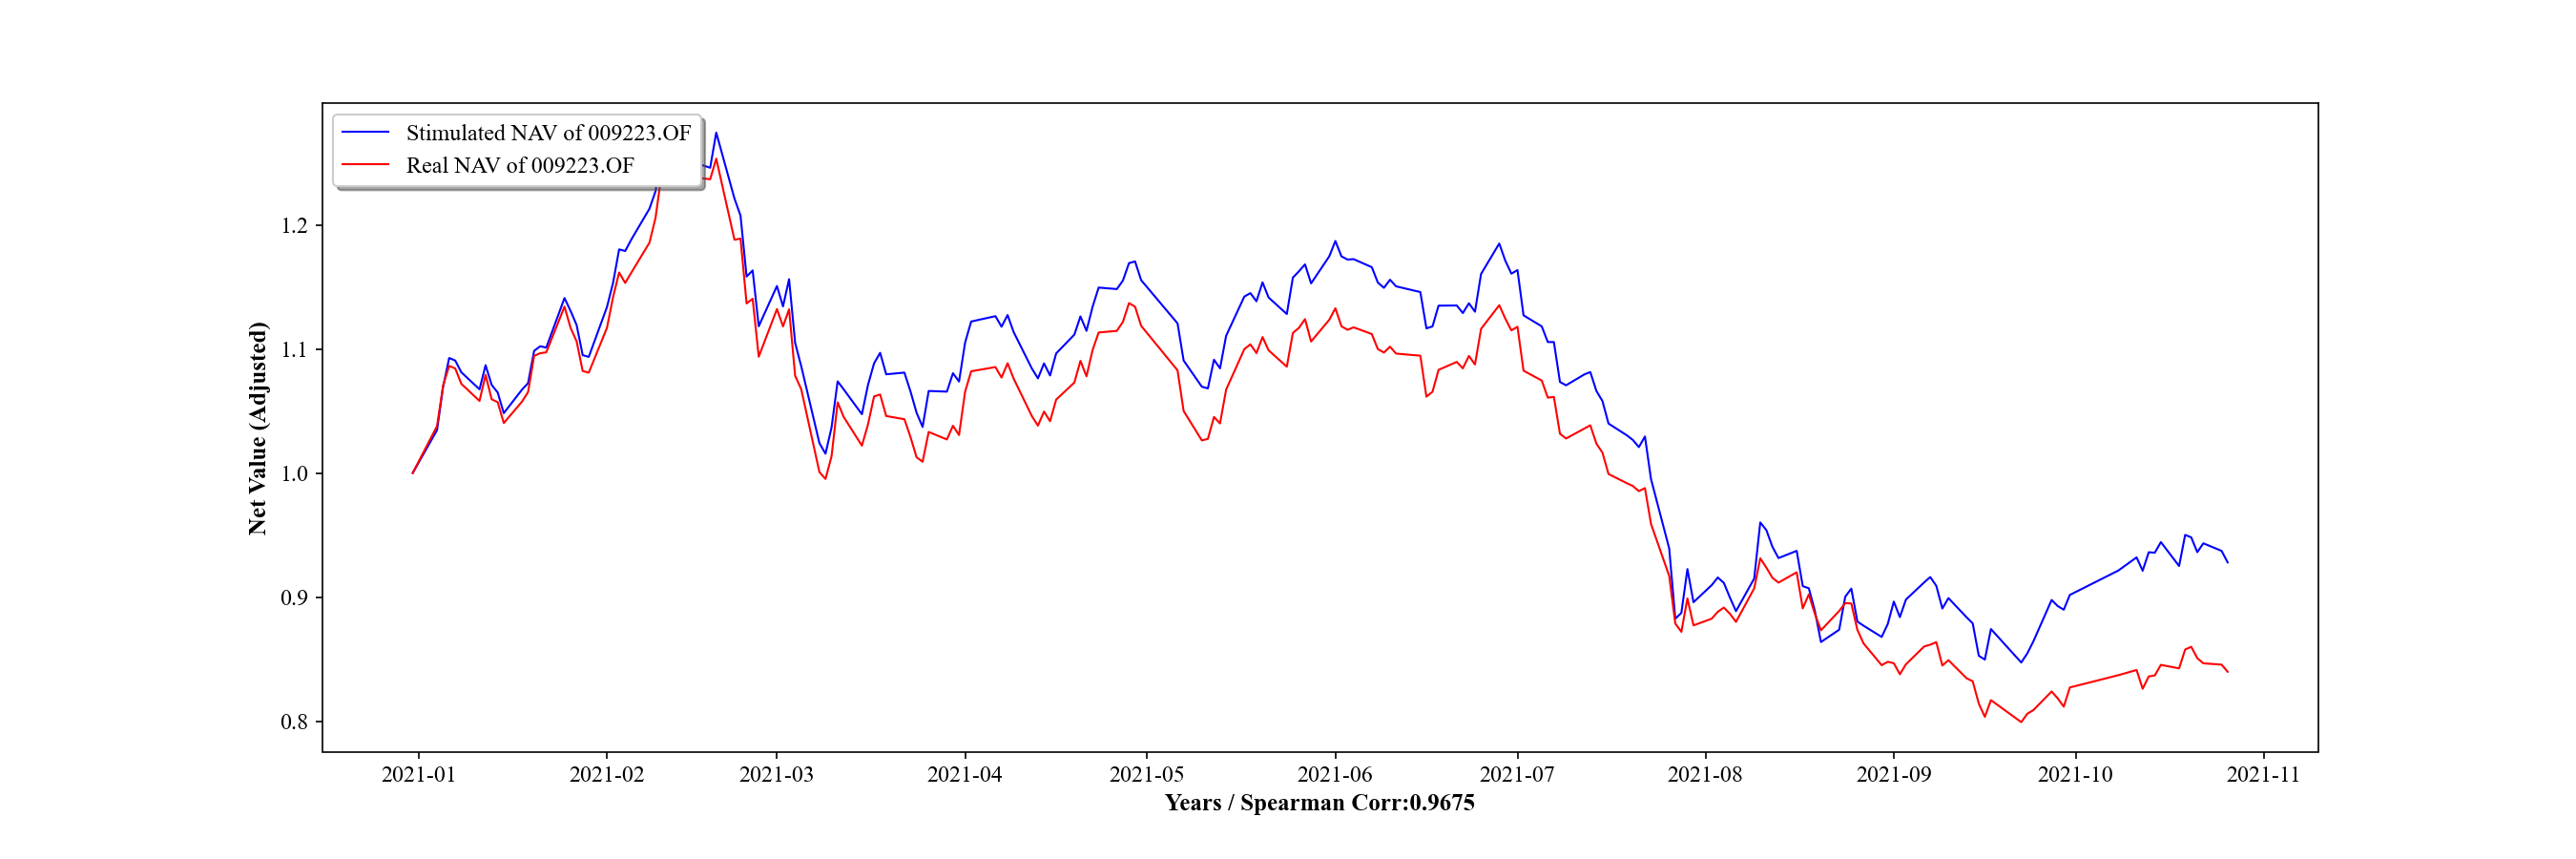 Stimulated NAV of 009223.OF
Real NAV of 009223.OF
Net Value (Adjusted)
1.2
1.1
1.0
0.9
0.8
2021-01 2021-02 2021-03 2021-04 2021-05 2021-06 2021-07 2021-08 2021-09 2021-10 2021-11
Years / Spearman Corr:0.9675